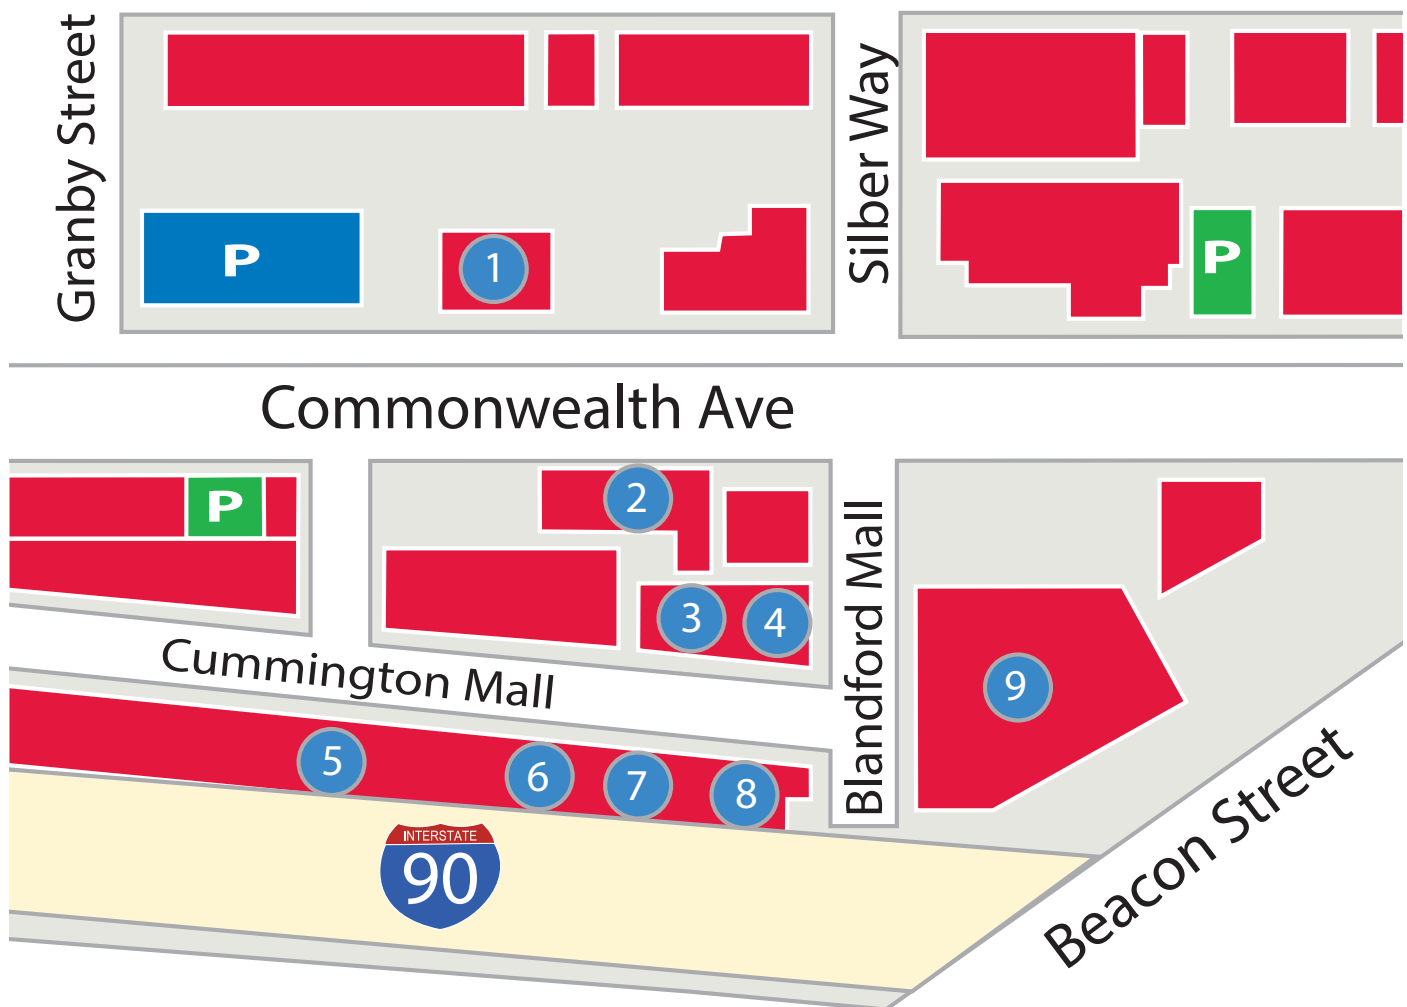 Granby Street
Silber Way
P
1
P
Commonwealth Ave
P
2
3
4
Blandford Mall
Cummington Mall
9
5
6
7
8
INTERSTATE
90
Beacon Street